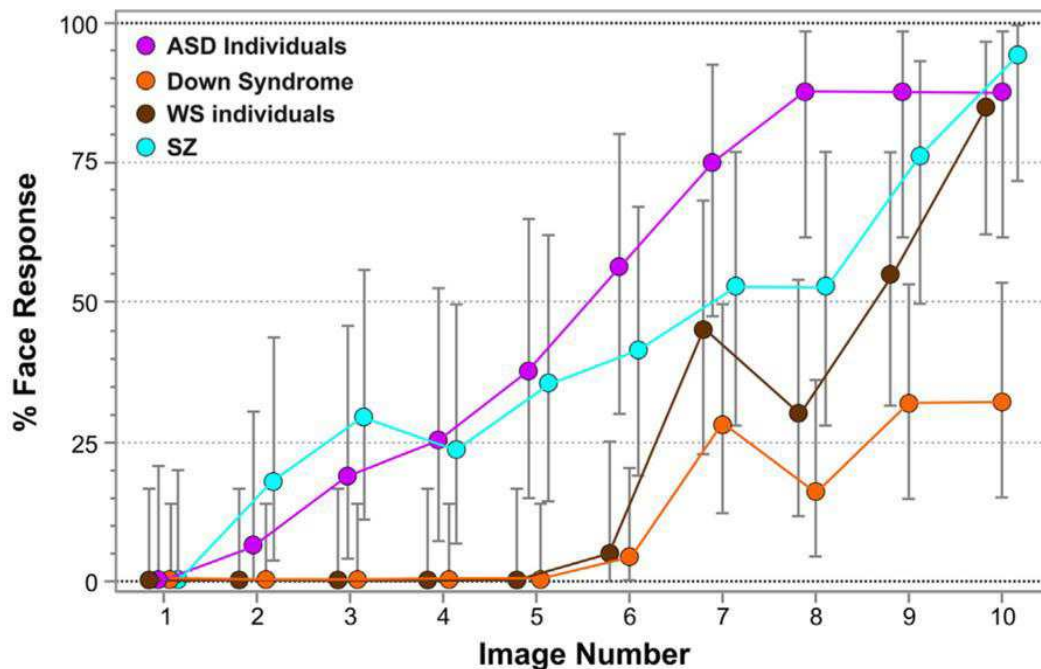 100
ASD Individuals
Down Syndrome
WS individuals
SZ
75
50
25
0
% Face Response
1 2 3 4 5 6 7 8 9 10
Image Number